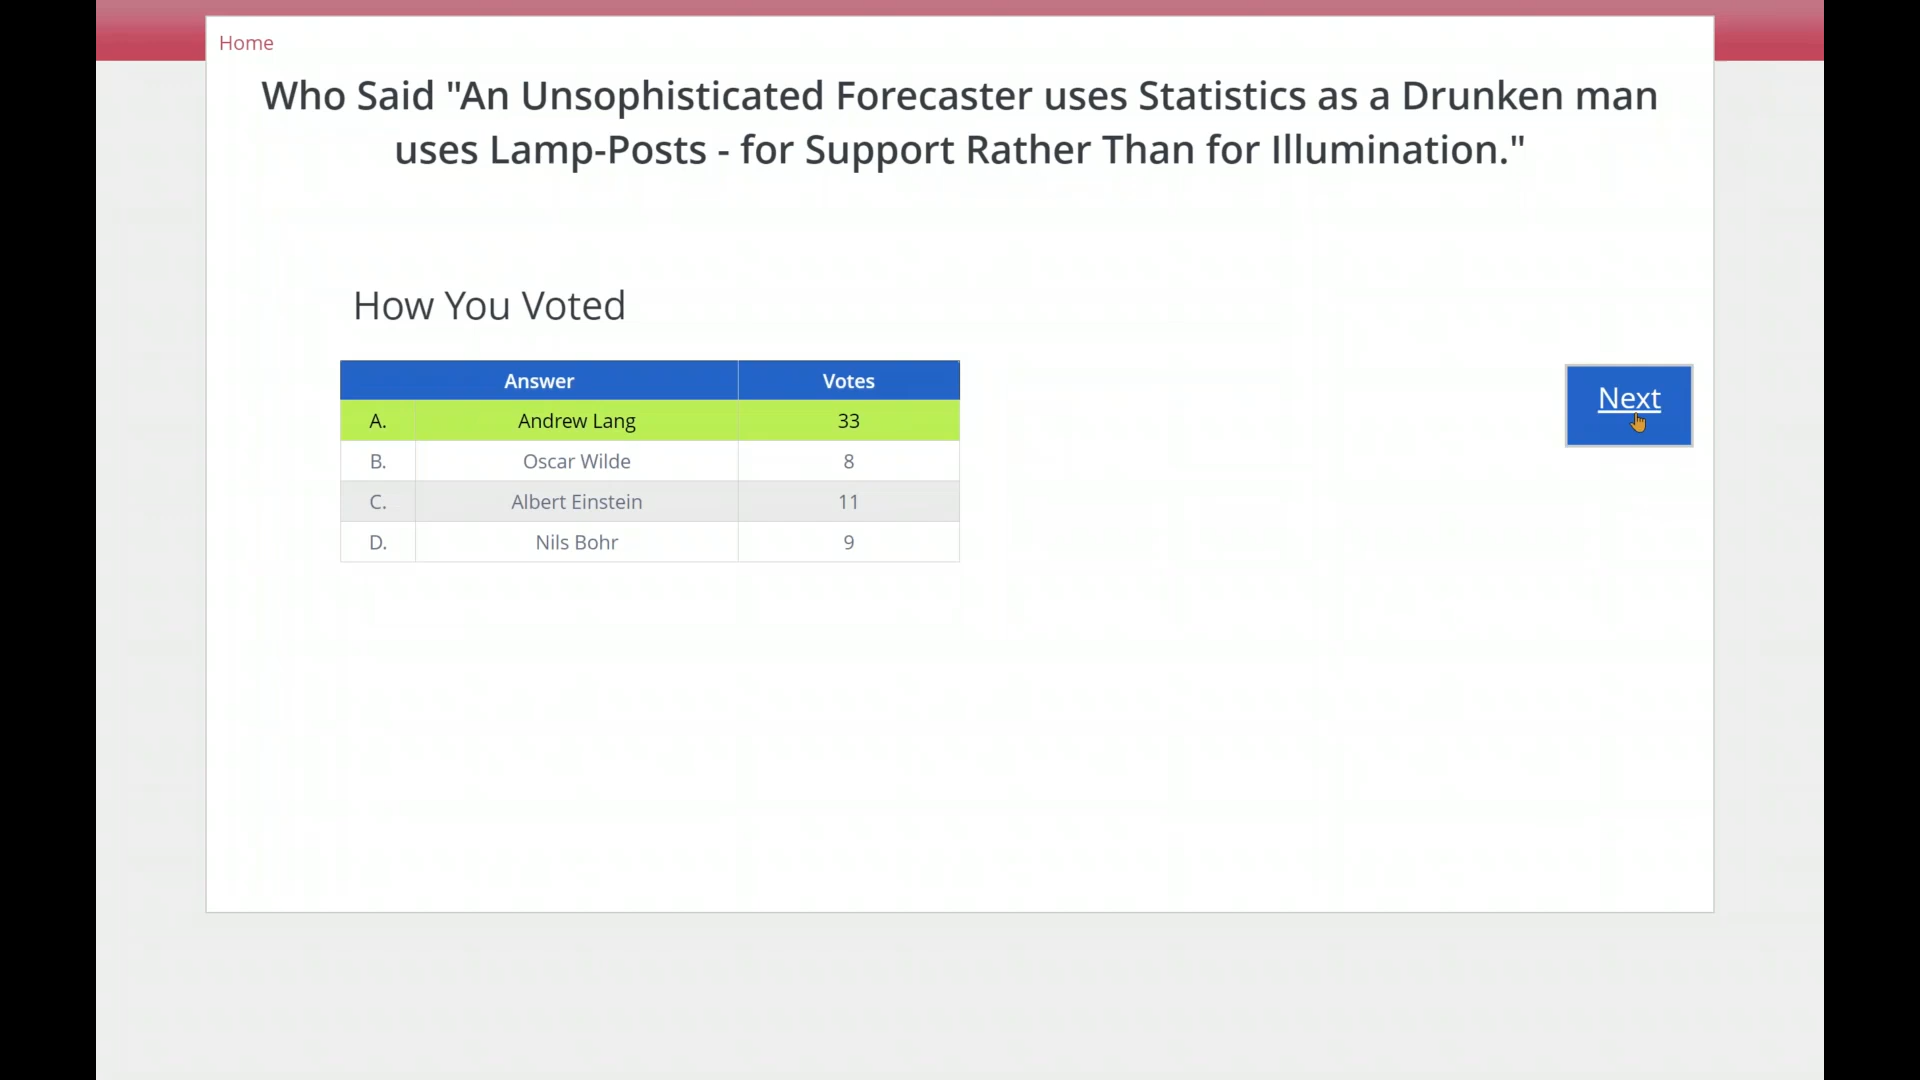 Home
Who Said "An Unsophisticated Forecaster uses Statistics as a Drunken man
uses Lamp-Posts - for Support Rather Than for Illumination."
How You Voted
Answer Votes
A. Andrew Lang 33
B. Oscar Wilde 8
C. Albert Einstein 11
D. Nils Bohr 9
Next